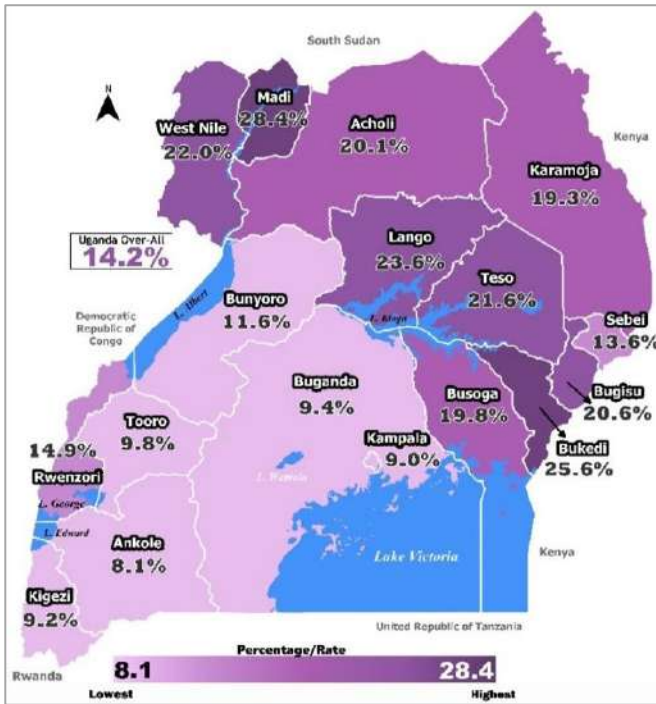 South Sudan
N
Madi
28.4%
West Nile
22.0%
Acholi
20.1%
Kenya
Karamoja
19.3%
Uganda Over-All
14.2%
Lango
23.6%
Teso
21.6%
L. Albert
Bunyoro
11.6%
Democratic
Republic of
Congo
L. Kyoga
Sebei
13.6%
Buganda
9.4%
Busoga
19.8%
Bugisu
20.6%
Tooro
9.8%
Kampala
9.0%
Bukedi
25.6%
14.9%
Rwenzori
L. Wamala
L. George
L. Edward
Ankole
8.1%
Lake Victoria
Kenya
Kigezi
9.2%
United Republic of Tanzania
Percentage/Rate
8.1
28.4
Rwanda
Lowest
Highest